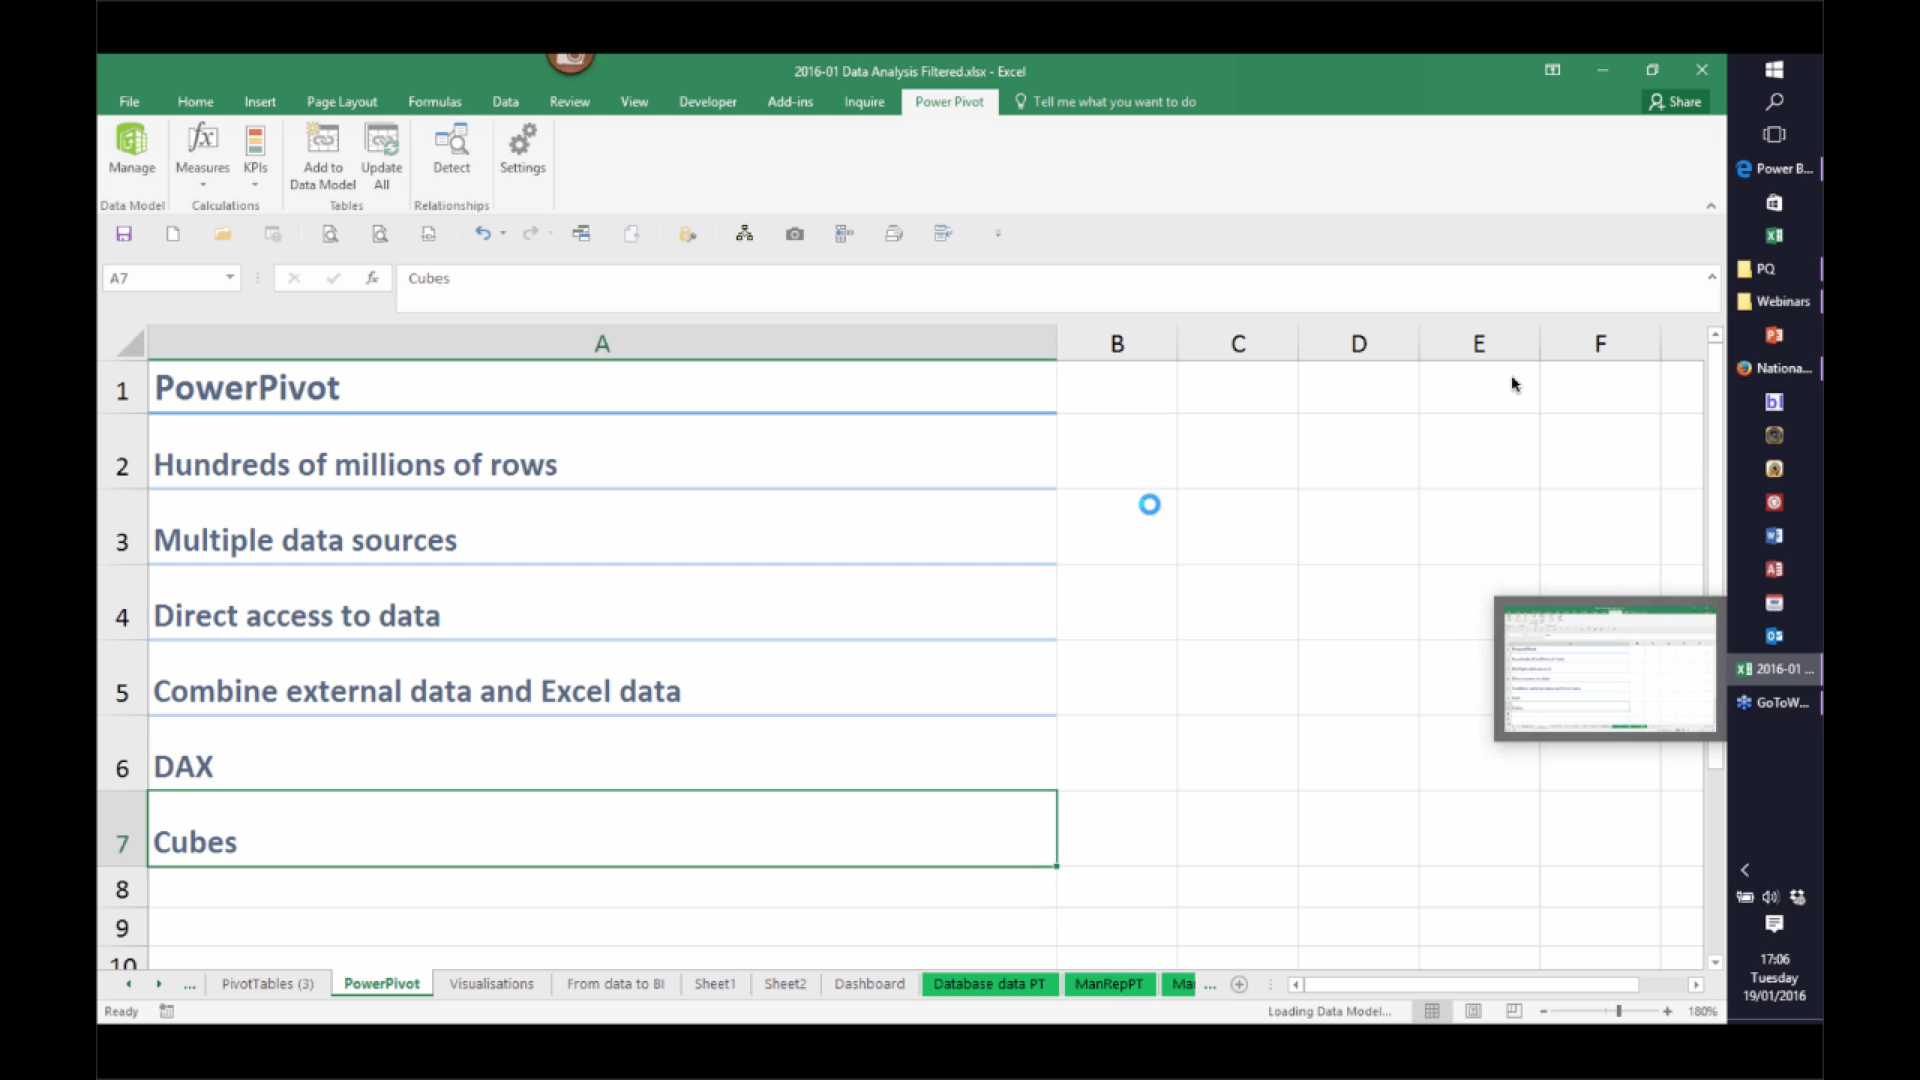 2016-01 Data Analysis Filtered.xlsx - Excel
File Home Insert Page Layout Formulas Data Review View Developer Add-ins Inquire Power Pivot Tell me what you want to do Share
Manage Measures KPIs Add to Data Model Update All Detect Settings
Data Model Calculations Tables Relationships
A7 fx Cubes
A B C D E F
1 PowerPivot
2 Hundreds of millions of rows
3 Multiple data sources
4 Direct access to data
5 Combine external data and Excel data
6 DAX
7 Cubes
8
9
10
... PivotTables (3) PowerPivot Visualisations From data to BI Sheet1 Sheet2 Dashboard Database data PT ManRepPT Mai ...
Ready Loading Data Model... 180%
Power B...
PQ
Webinars
Nationa...
bl
2016-01 ...
GoToW...
17:06
Tuesday
19/01/2016